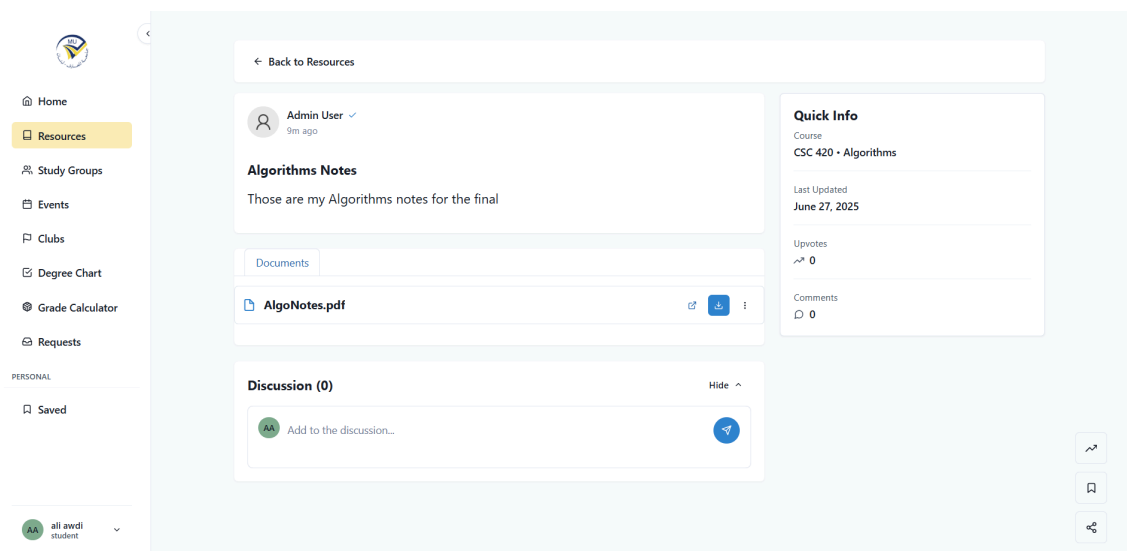 MU
Home
Resources
Study Groups
Events
Clubs
Degree Chart
Grade Calculator
Requests
PERSONAL
Saved
AA
ali awdi
student
Back to Resources
Admin User
9m ago
Algorithms Notes
Those are my Algorithms notes for the final
Documents
AlgoNotes.pdf
Discussion (0)
Hide
AA
Add to the discussion...
Quick Info
Course
CSC 420 • Algorithms
Last Updated
June 27, 2025
Upvotes
0
Comments
0